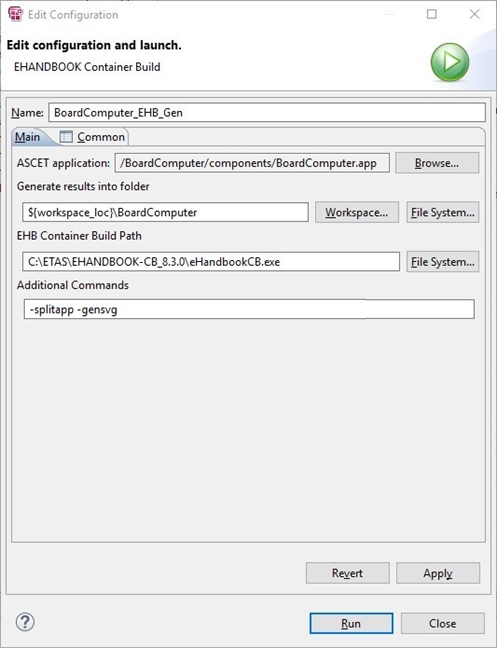 Edit Configuration
Edit configuration and launch.
EHANDBOOK Container Build
Name: BoardComputer_EHB_Gen
Main Common
ASCET application: /BoardComputer/components/BoardComputer.app Browse...
Generate results into folder
${workspace_loc}\BoardComputer Workspace... File System...
EHB Container Build Path
C:\ETAS\EHANDBOOK-CB_8.3.0\eHandbookCB.exe File System...
Additional Commands
-splitapp -gensvg
Revert Apply
Run Close